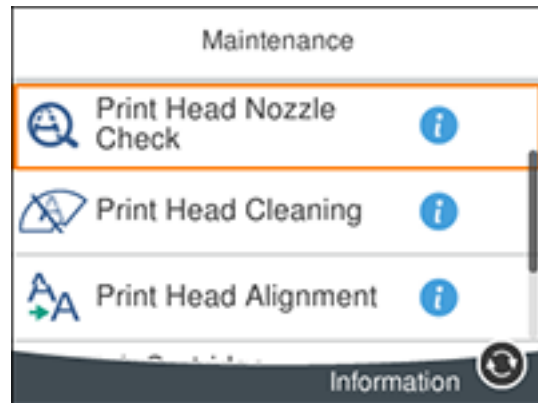 Maintenance
Print Head Nozzle
Check
Print Head Cleaning
Print Head Alignment
Information